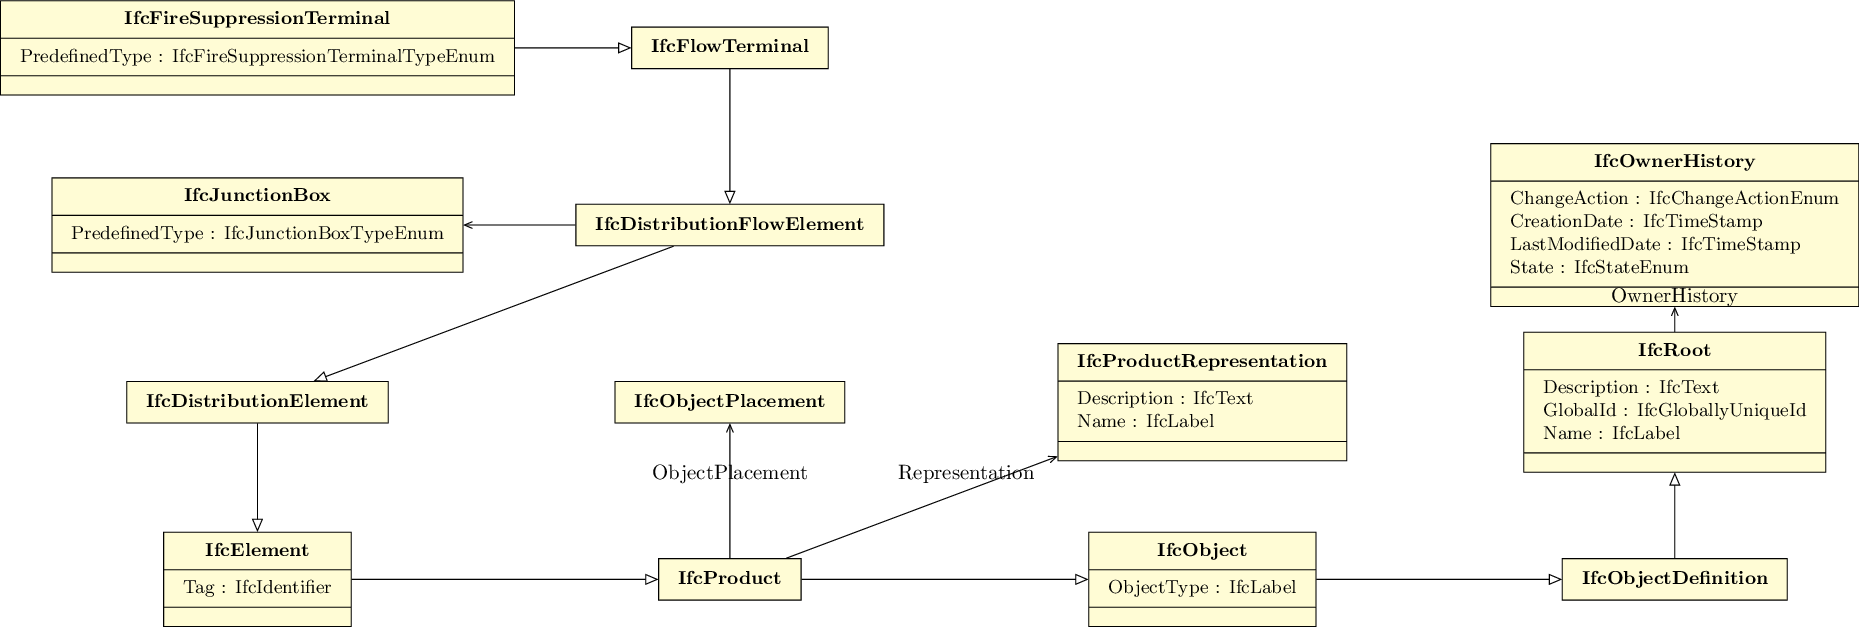 IfcFireSuppressionTerminal
PredefinedType : IfcFireSuppressionTerminalTypeEnum
IfcFlowTerminal
IfcJunctionBox
PredefinedType : IfcJunctionBoxTypeEnum
IfcDistributionFlowElement
IfcOwnerHistory
ChangeAction : IfcChangeActionEnum
CreationDate : IfcTimeStamp
LastModifiedDate : IfcTimeStamp
State : IfcStateEnum
OwnerHistory
IfcRoot
Description : IfcText
GlobalId : IfcGloballyUniqueId
Name : IfcLabel
IfcDistributionElement
IfcObjectPlacement
IfcProductRepresentation
Description : IfcText
Name : IfcLabel
ObjectPlacement
Representation
IfcElement
Tag : IfcIdentifier
IfcProduct
IfcObject
ObjectType : IfcLabel
IfcObjectDefinition